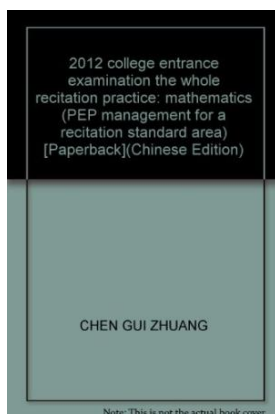 2012 college entrance
examination the whole
recitation practice: mathematics
(PEP management for a
recitation standard area)
[Paperback](Chinese Edition)
CHEN GUI ZHUANG
Note: This is not the actual book cover